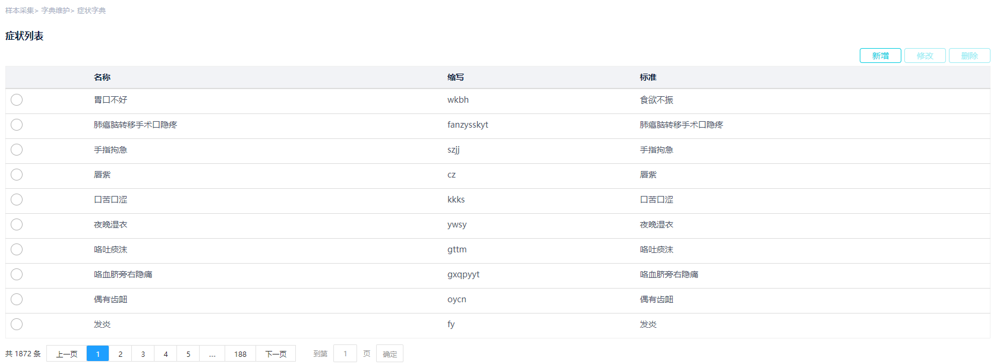 样本采集> 字典维护> 症状字典
症状列表
新增 修改 删除
名称 缩写 标准
胃口不好 wkbh 食欲不振
肺癌脑转移手术口隐疼 fanzysskyt 肺癌脑转移手术口隐疼
手指拘急 szjj 手指拘急
唇紫 cz 唇紫
口苦口涩 kkks 口苦口涩
夜晚湿衣 ywsy 夜晚湿衣
咯吐痰沫 gttm 咯吐痰沫
咯血脐旁右隐痛 gxqpyyt 咯血脐旁右隐痛
偶有齿衄 oycn 偶有齿衄
发炎 fy 发炎
共 1872 条 上一页 1 2 3 4 5 ... 188 下一页 到第 1 页 确定